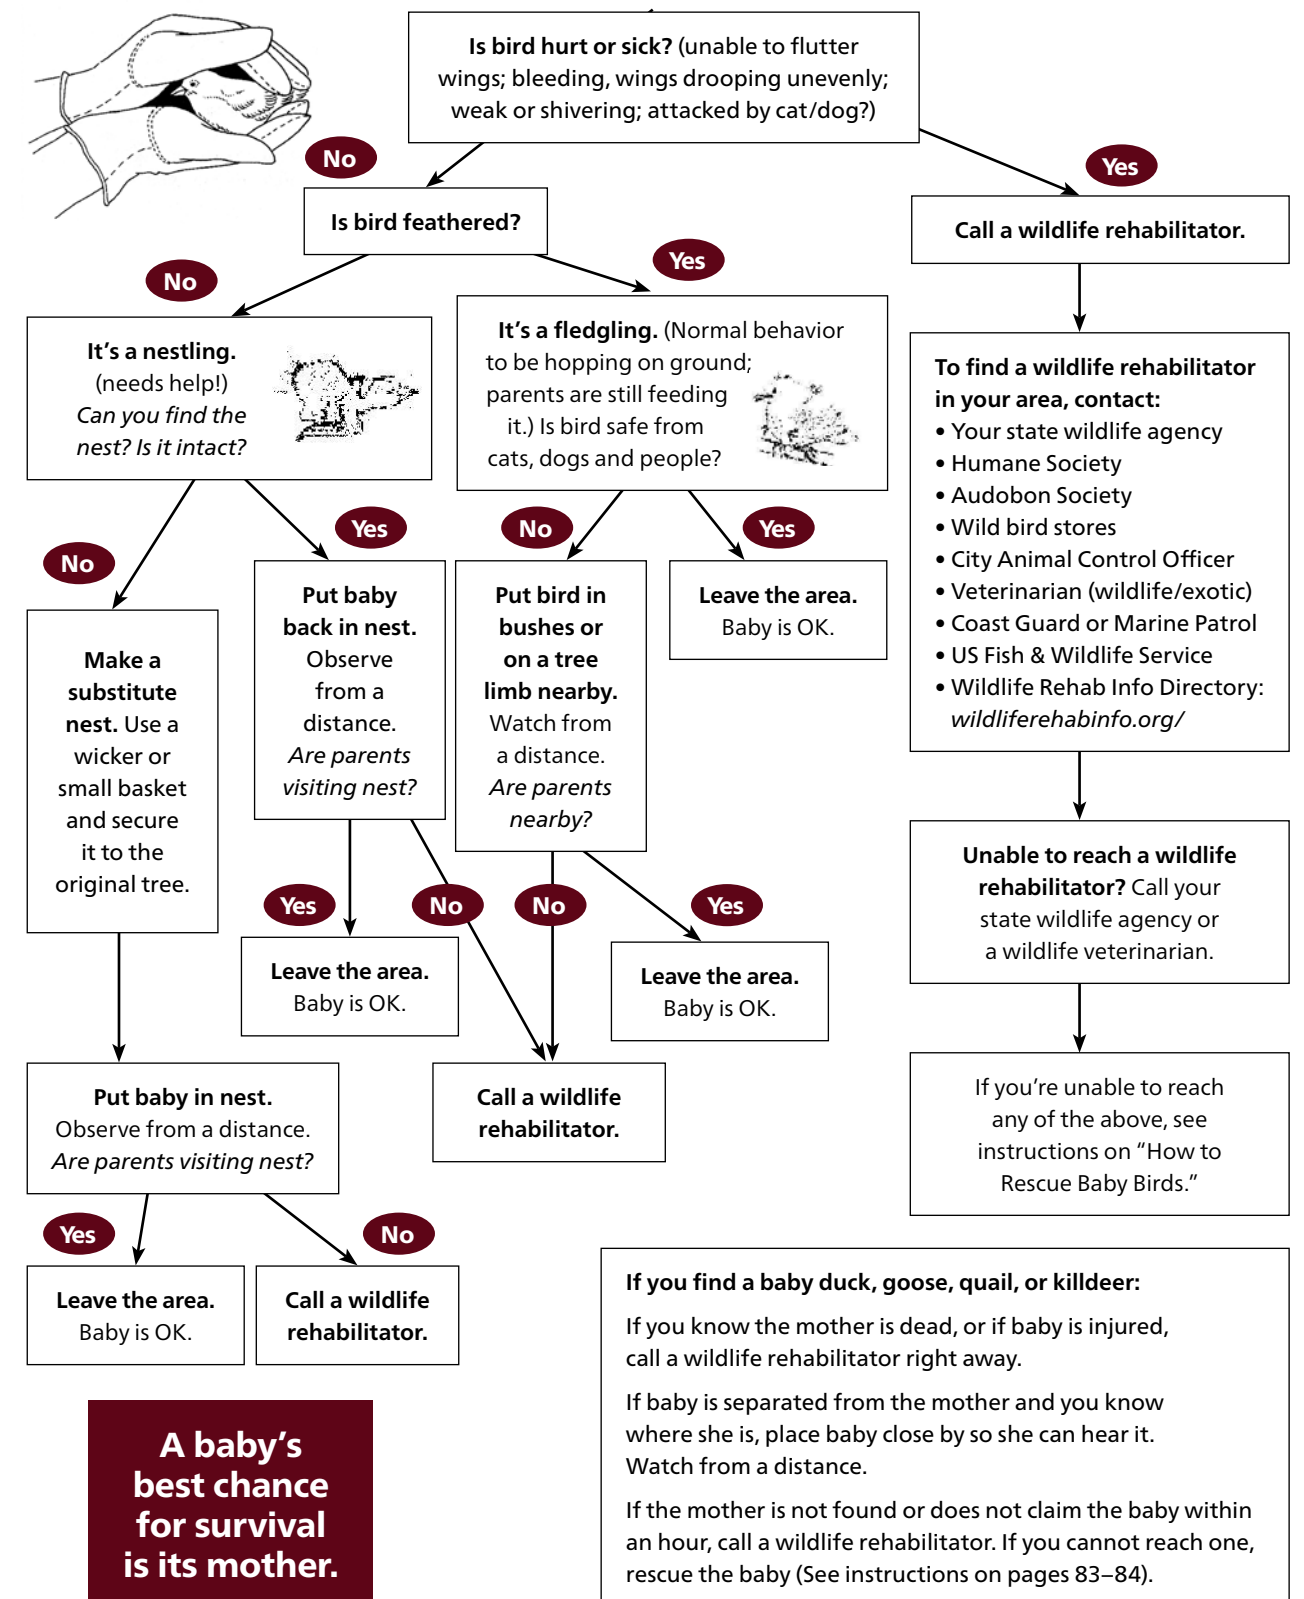 Is bird hurt or sick? (unable to flutter
wings; bleeding, wings drooping unevenly;
weak or shivering; attacked by cat/dog?)
No
Yes
Is bird feathered?
Call a wildlife rehabilitator.
No
Yes
It's a nestling.
(needs help!)
Can you find the
nest? Is it intact?
It's a fledgling. (Normal behavior
to be hopping on ground;
parents are still feeding
it.) Is bird safe from
cats, dogs and people?
To find a wildlife rehabilitator
in your area, contact:
• Your state wildlife agency
• Humane Society
• Audobon Society
• Wild bird stores
• City Animal Control Officer
• Veterinarian (wildlife/exotic)
• Coast Guard or Marine Patrol
• US Fish & Wildlife Service
• Wildlife Rehab Info Directory:
wildliferehabinfo.org/
No
Yes
No
Yes
Make a
substitute
nest. Use a
wicker or
small basket
and secure
it to the
original tree.
Put baby
back in nest.
Observe
from a
distance.
Are parents
visiting nest?
Put bird in
bushes or
on a tree
limb nearby.
Watch from
a distance.
Are parents
nearby?
Leave the area.
Baby is OK.
Yes
No
No
Yes
Leave the area.
Baby is OK.
Leave the area.
Baby is OK.
Unable to reach a wildlife
rehabilitator? Call your
state wildlife agency or
a wildlife veterinarian.
Put baby in nest.
Observe from a distance.
Are parents visiting nest?
Call a wildlife
rehabilitator.
If you're unable to reach
any of the above, see
instructions on “How to
Rescue Baby Birds.”
Yes
No
Leave the area.
Baby is OK.
Call a wildlife
rehabilitator.
A baby's
best chance
for survival
is its mother.
If you find a baby duck, goose, quail, or killdeer:
If you know the mother is dead, or if baby is injured,
call a wildlife rehabilitator right away.
If baby is separated from the mother and you know
where she is, place baby close by so she can hear it.
Watch from a distance.
If the mother is not found or does not claim the baby within
an hour, call a wildlife rehabilitator. If you cannot reach one,
rescue the baby (See instructions on pages 83–84).